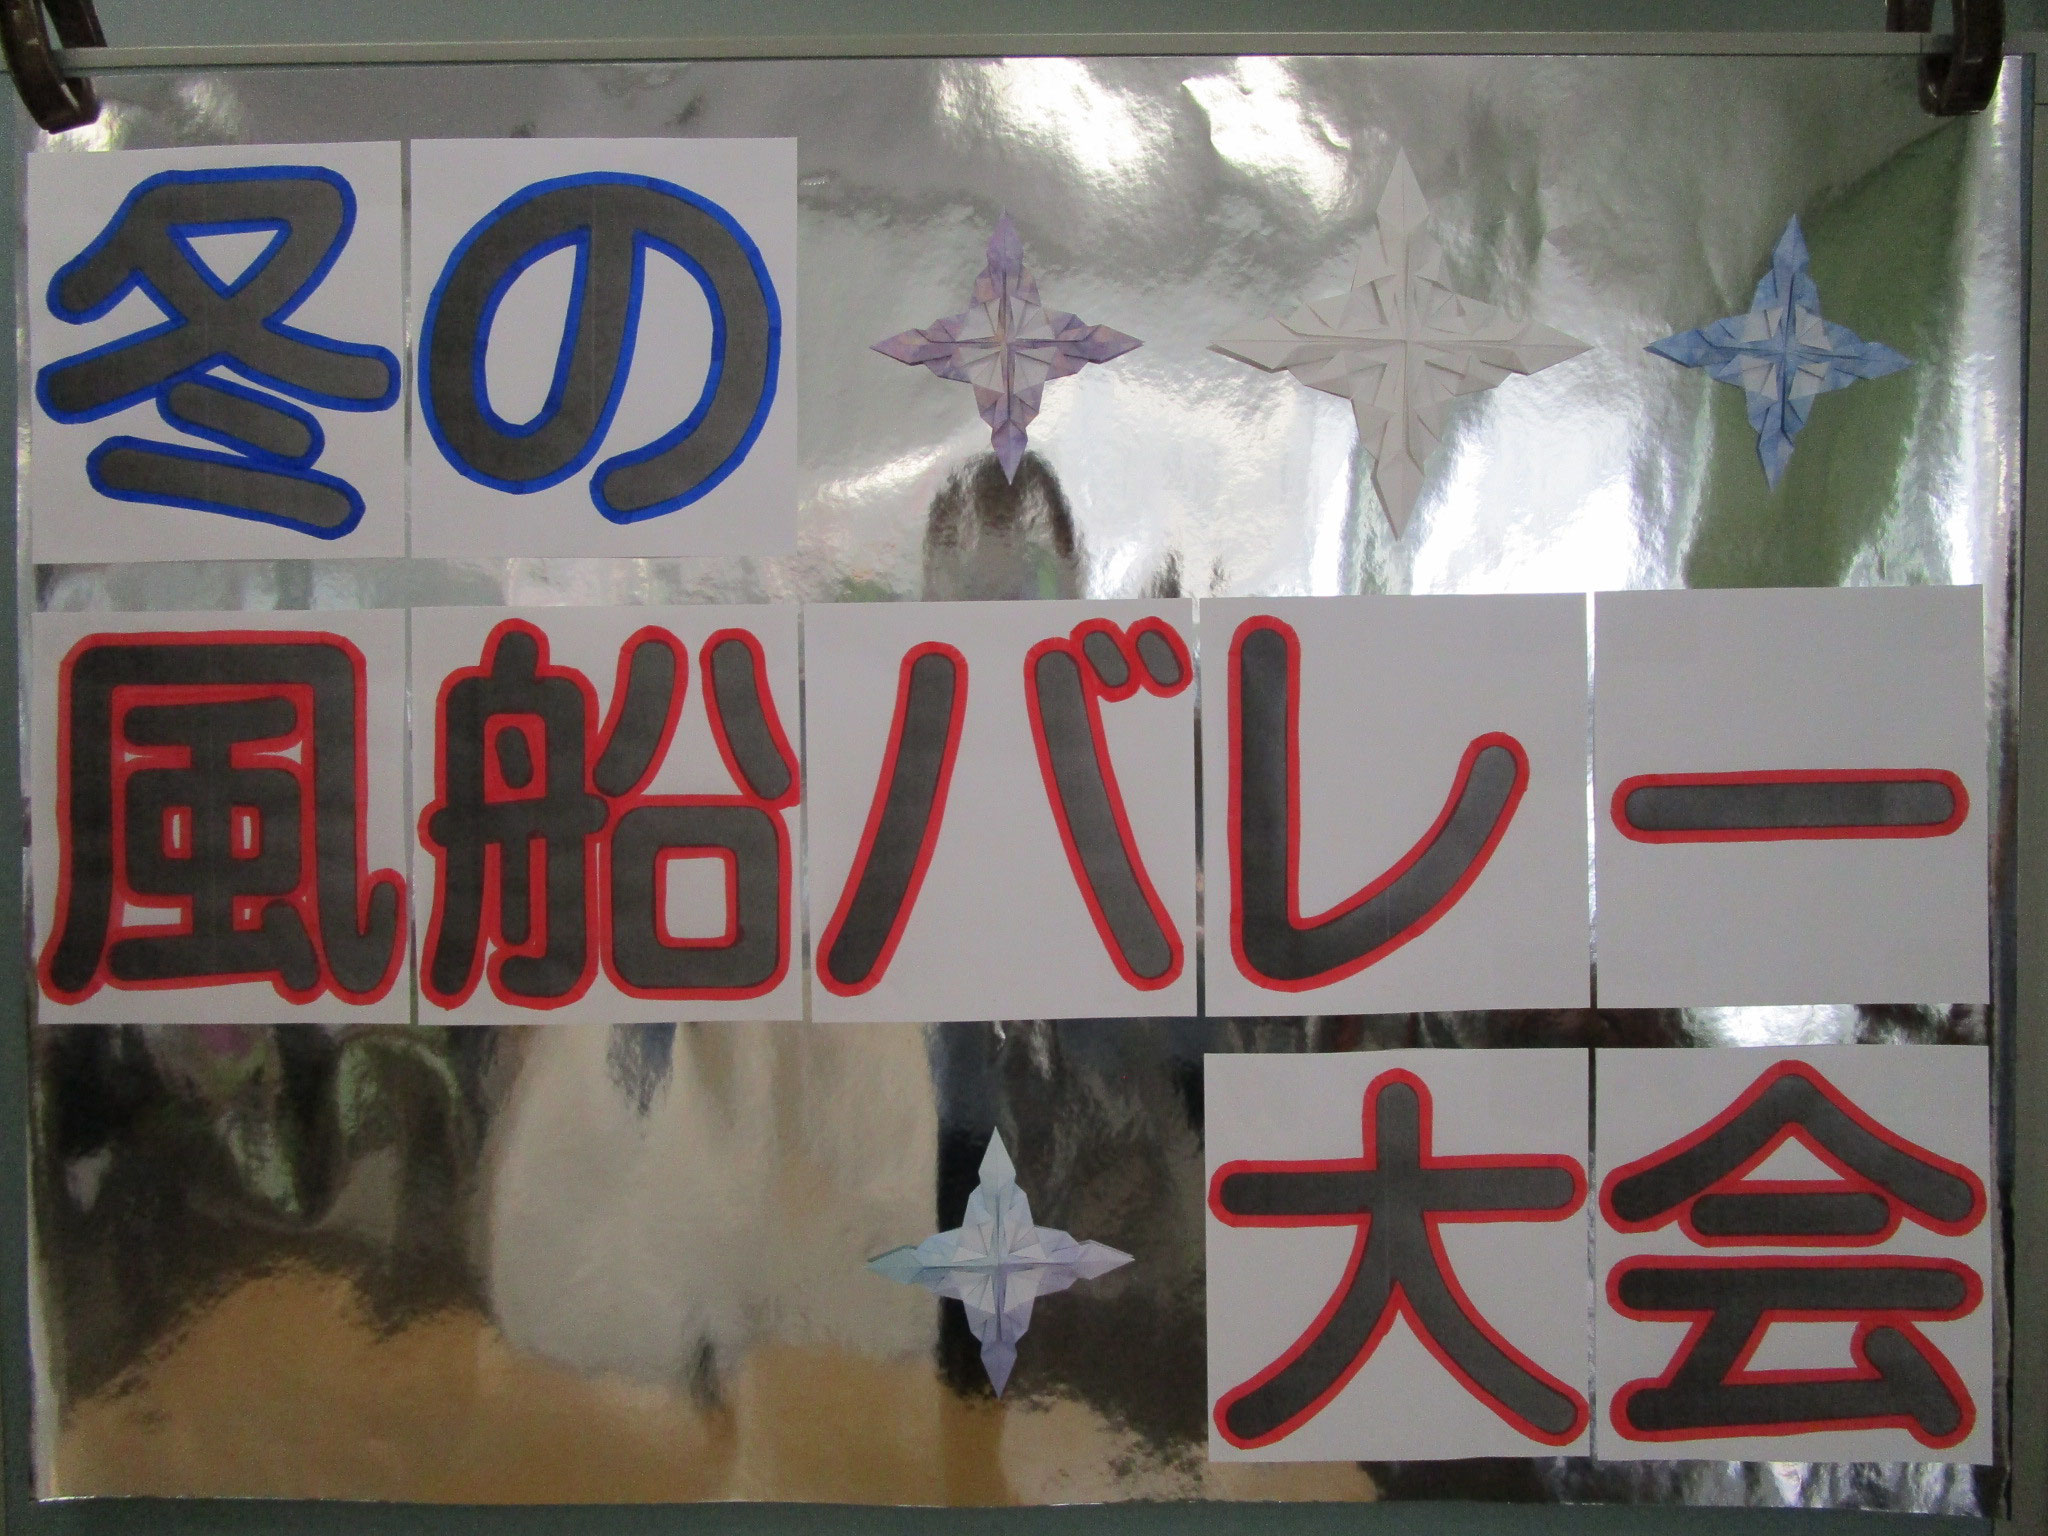 冬の
風船バレー
大会